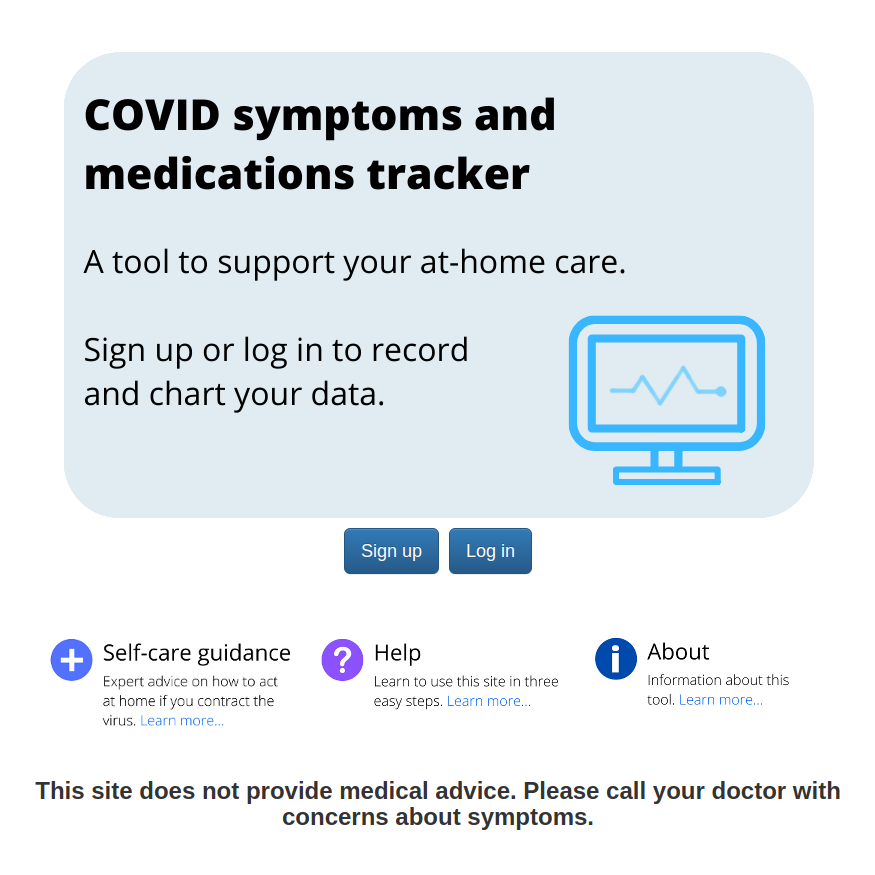 COVID symptoms and
medications tracker
A tool to support your at-home care.
Sign up or log in to record
and chart your data.
Sign up
Log in
Self-care guidance
Expert advice on how to act
at home if you contract the
virus. Learn more...
Help
Learn to use this site in three
easy steps. Learn more...
About
Information about this
tool. Learn more...
This site does not provide medical advice. Please call your doctor with
concerns about symptoms.